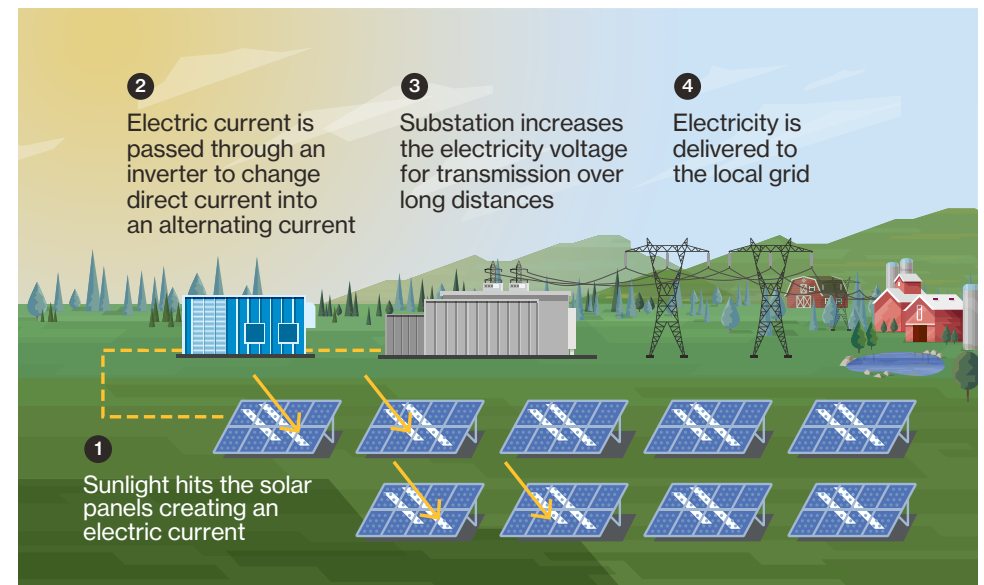 1
Sunlight hits the solar
panels creating an
electric current
2
Electric current is
passed through an
inverter to change
direct current into
an alternating current
3
Substation increases
the electricity voltage
for transmission over
long distances
4
Electricity is
delivered to
the local grid